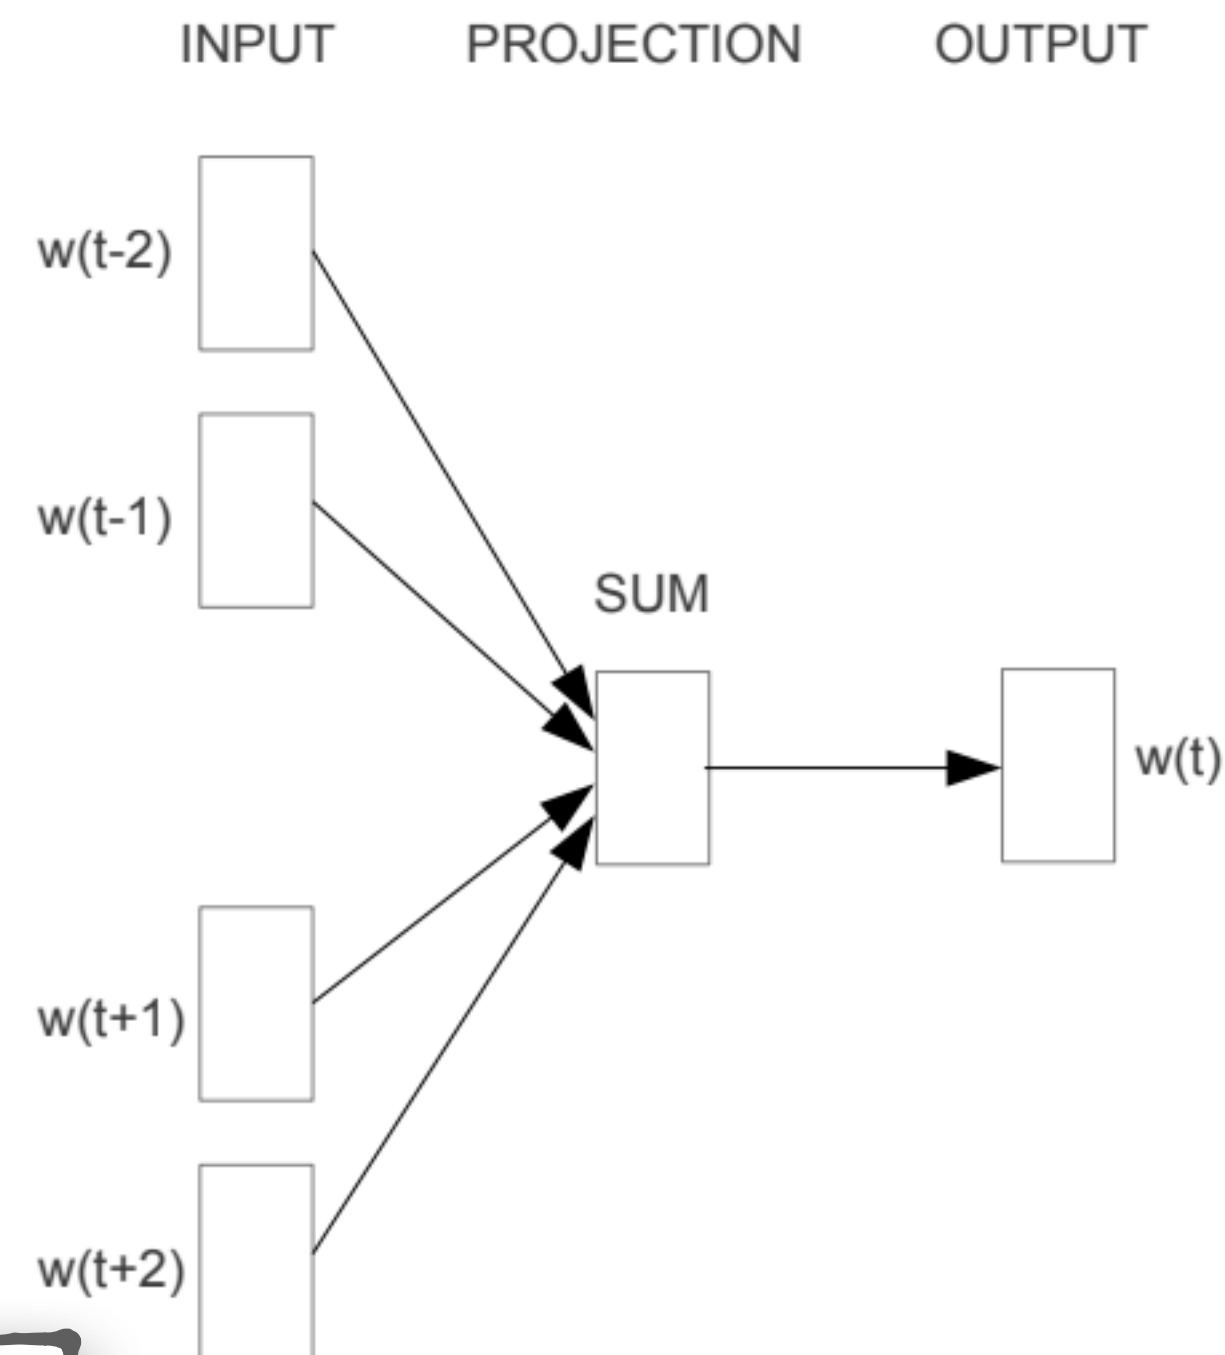 INPUT PROJECTION OUTPUT
w(t-2)
w(t-1)
SUM
w(t)
w(t+1)
w(t+2)